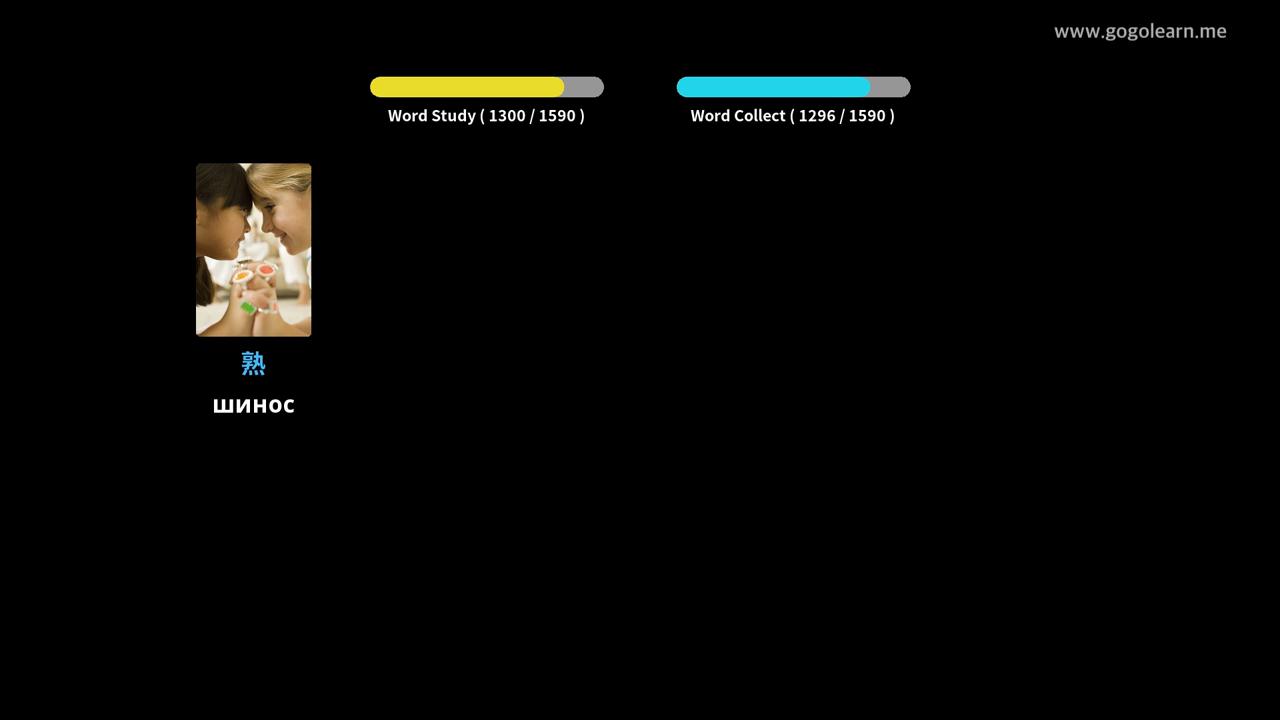 www.gogolearn.me
Word Study ( 1300 / 1590 )
Word Collect ( 1296 / 1590 )
熟
шинос